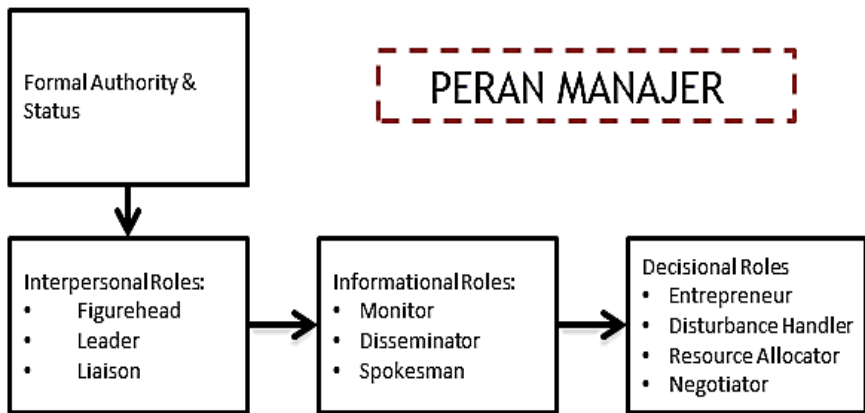 Formal Authority &
Status
PERAN MANAJER
Interpersonal Roles:
• Figurehead
• Leader
• Liaison
Informational Roles:
• Monitor
• Disseminator
• Spokesman
Decisional Roles
• Entrepreneur
• Disturbance Handler
• Resource Allocator
• Negotiator